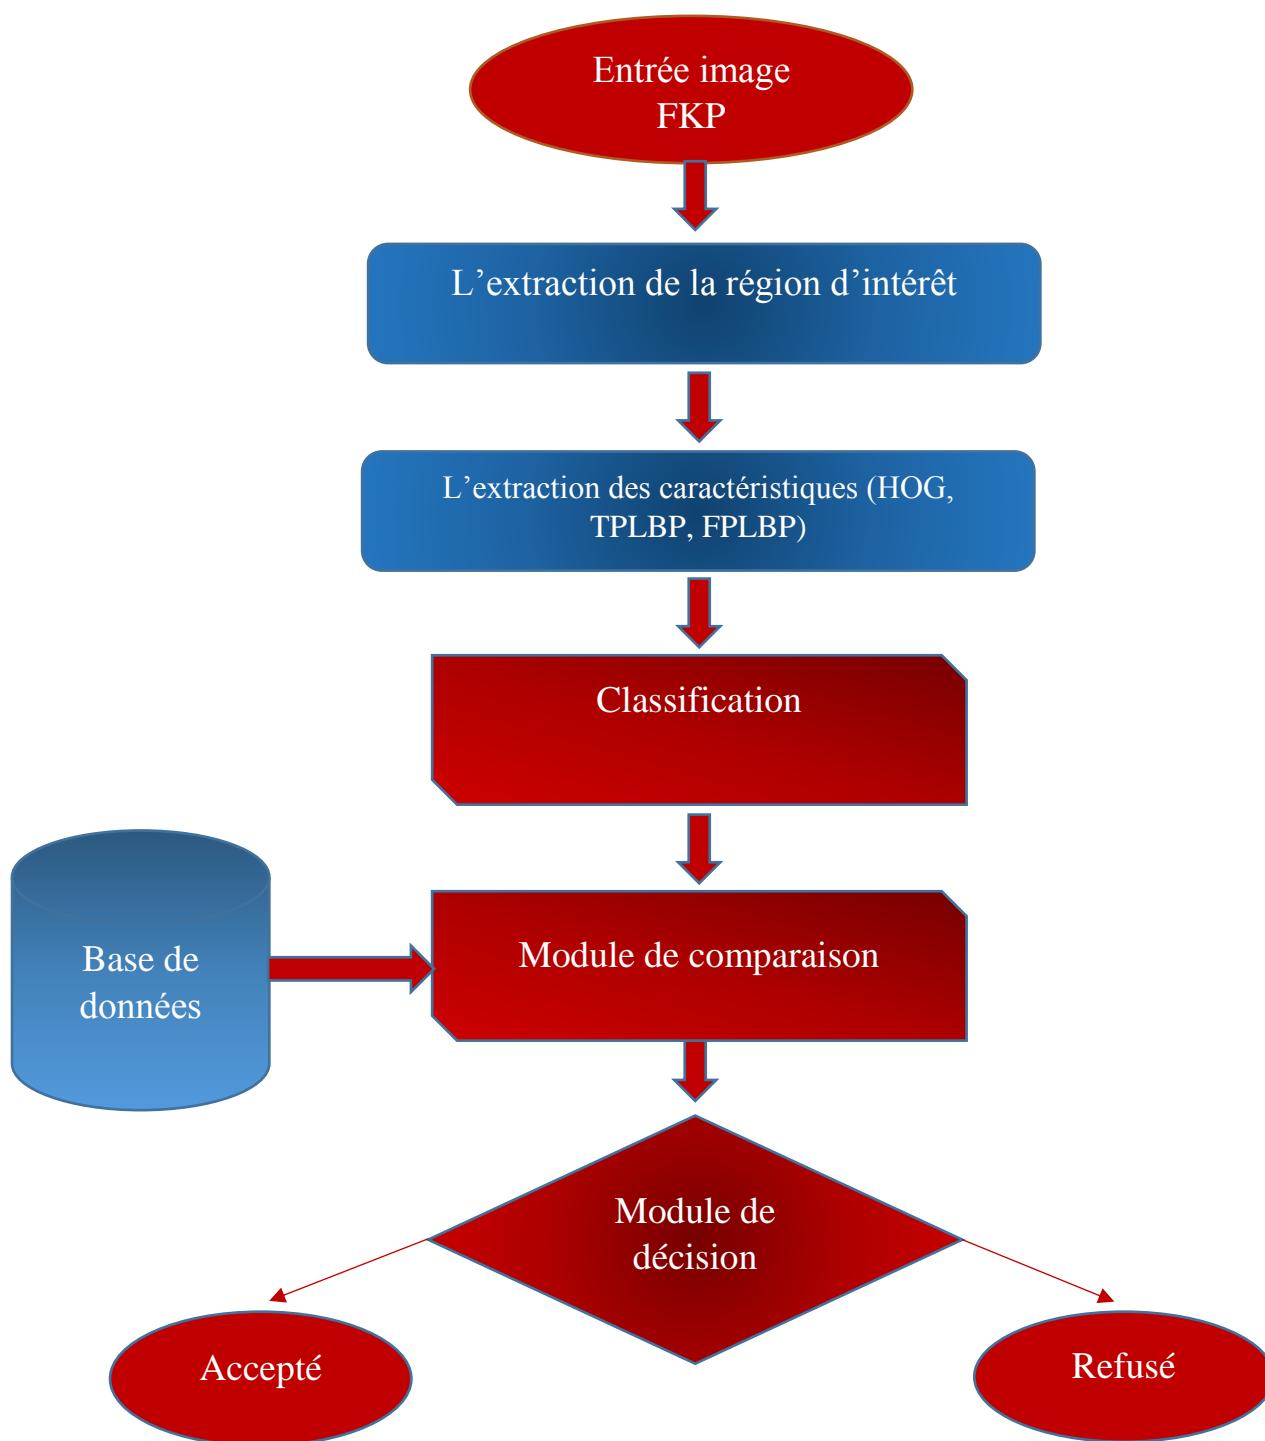 Entrée image
FKP
L’extraction de la région d’intérêt
L’extraction des caractéristiques (HOG,
TPLBP, FPLBP)
Classification
Base de
données
Module de comparaison
Module de
décision
Accepté
Refusé